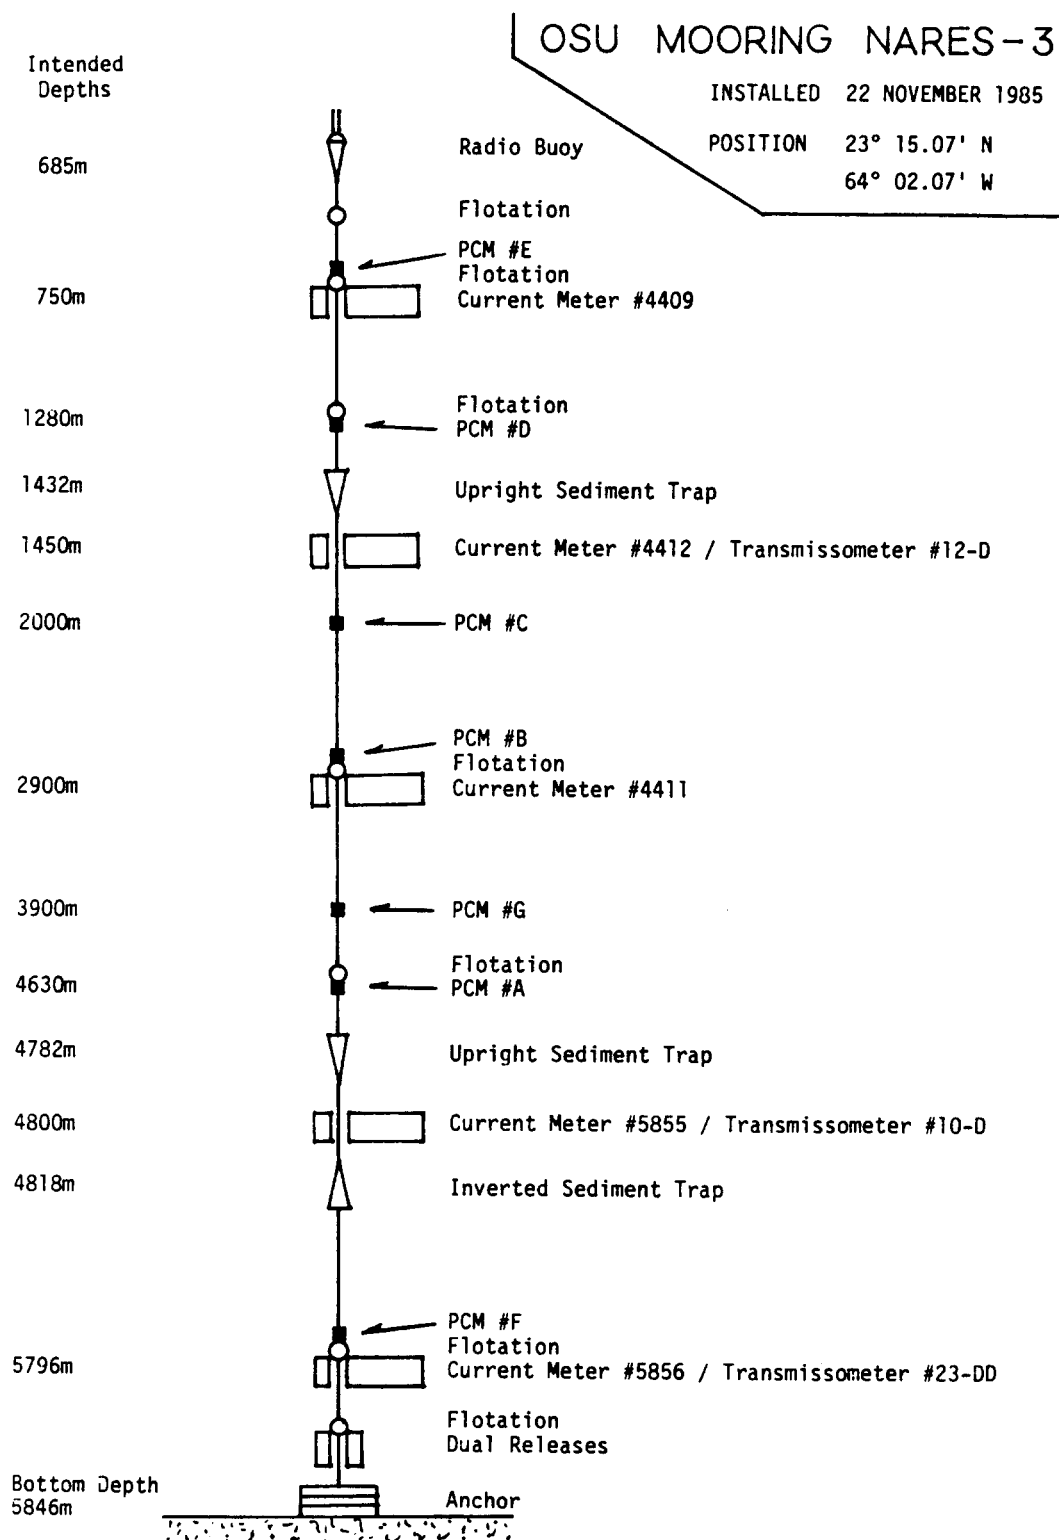 OSU MOORING NARES-3
INSTALLED 22 NOVEMBER 1985
POSITION 23° 15.07' N
64° 02.07' W
Intended
Depths
685m Radio Buoy
Flotation
PCM #E
Flotation
750m Current Meter #4409
Flotation
1280m PCM #D
1432m Upright Sediment Trap
1450m Current Meter #4412 / Transmissometer #12-D
2000m PCM #C
PCM #B
Flotation
2900m Current Meter #4411
3900m PCM #G
Flotation
4630m PCM #A
4782m Upright Sediment Trap
4800m Current Meter #5855 / Transmissometer #10-D
4818m Inverted Sediment Trap
PCM #F
Flotation
5796m Current Meter #5856 / Transmissometer #23-DD
Flotation
Dual Releases
Bottom Depth
5846m Anchor